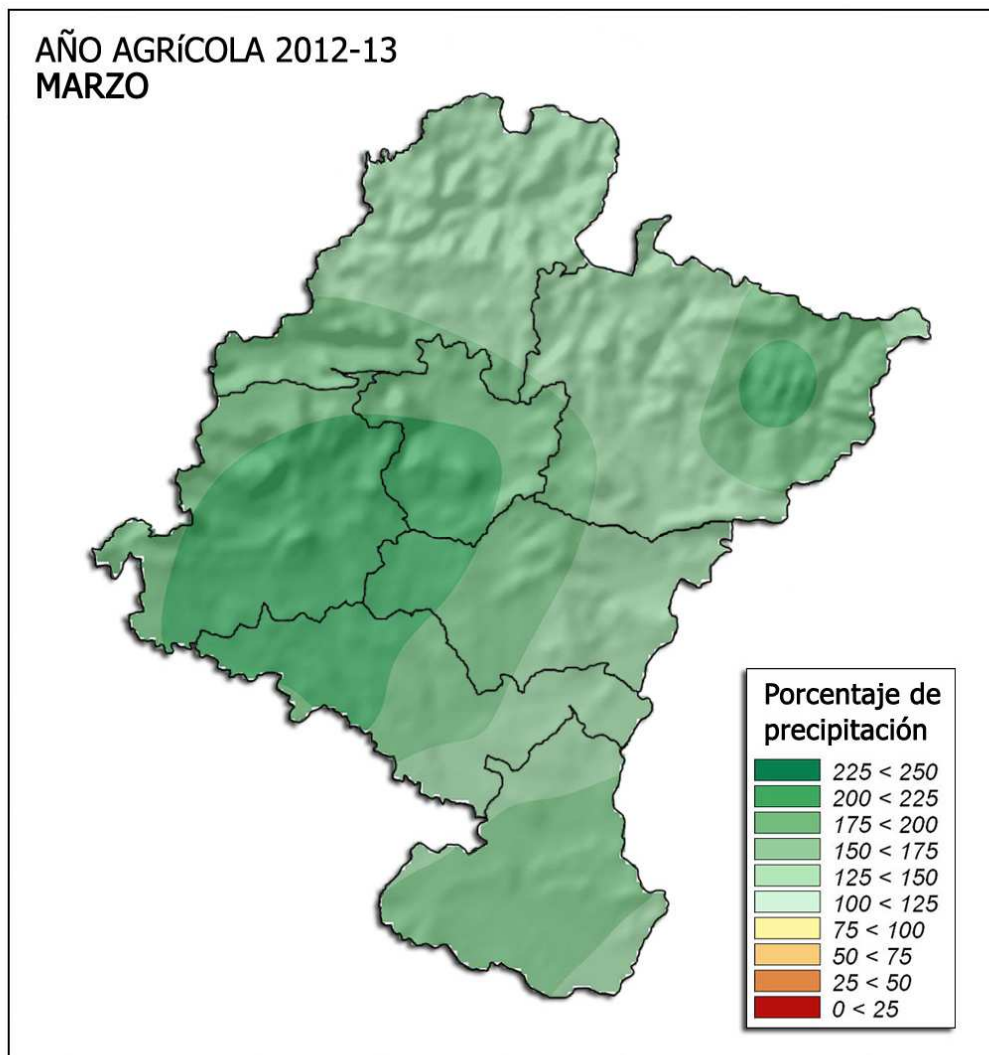 AÑO AGRíCOLA 2012-13
MARZO
Porcentaje de
precipitación
225 < 250
200 < 225
175 < 200
150 < 175
125 < 150
100 < 125
75 < 100
50 < 75
25 < 50
0 < 25